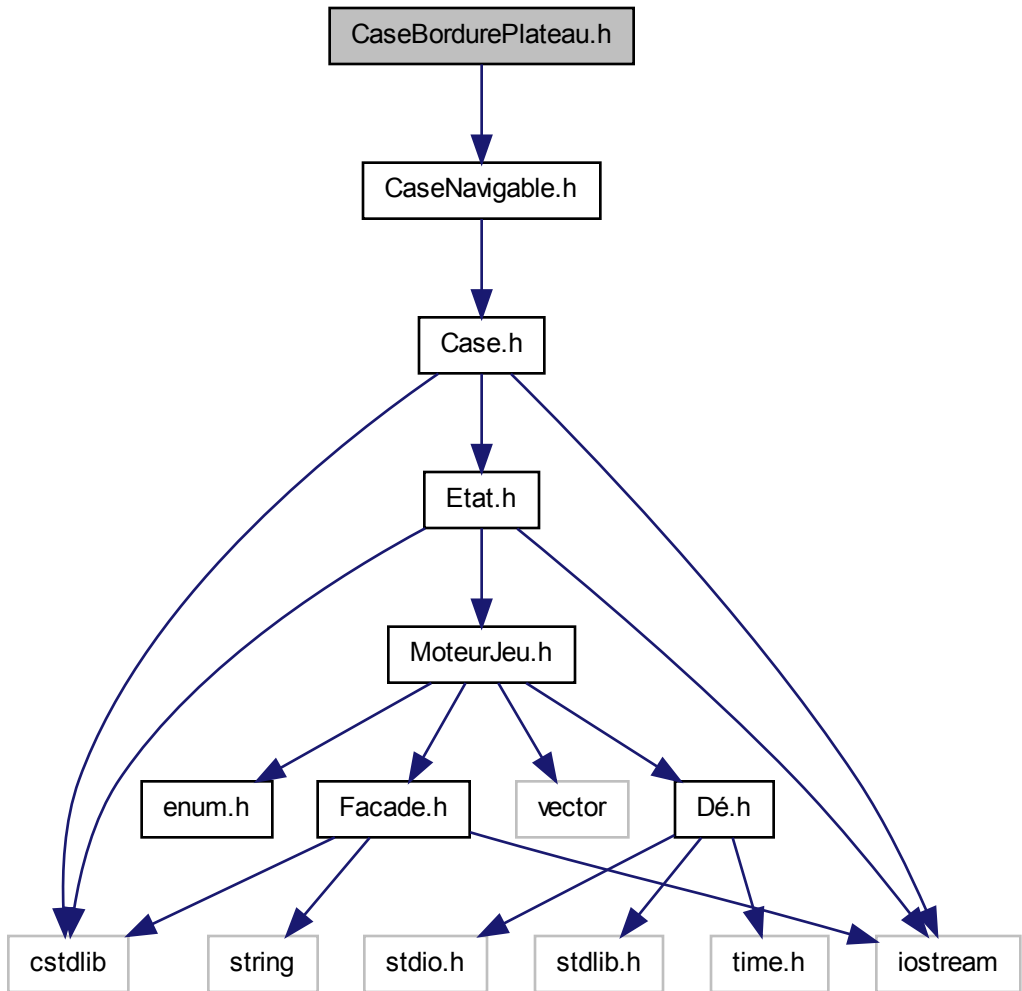 CaseBordurePlateau.h
CaseNavigable.h
Case.h
Etat.h
MoteurJeu.h
enum.h
Facade.h
vector
Dé.h
cstdlib
string
stdio.h
stdlib.h
time.h
iostream